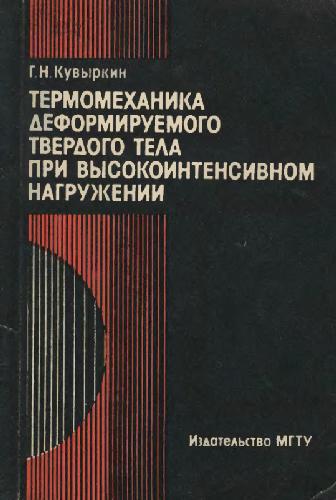 Г.Н. Кувыркин
ТЕРМОМЕХАНИКА
ДЕФОРМИРУЕМОГО
ТВЕРДОГО ТЕЛА
ПРИ ВЫСОКОИНТЕНСИВНОМ
НАГРУЖЕНИИ
Издательство МГТУ